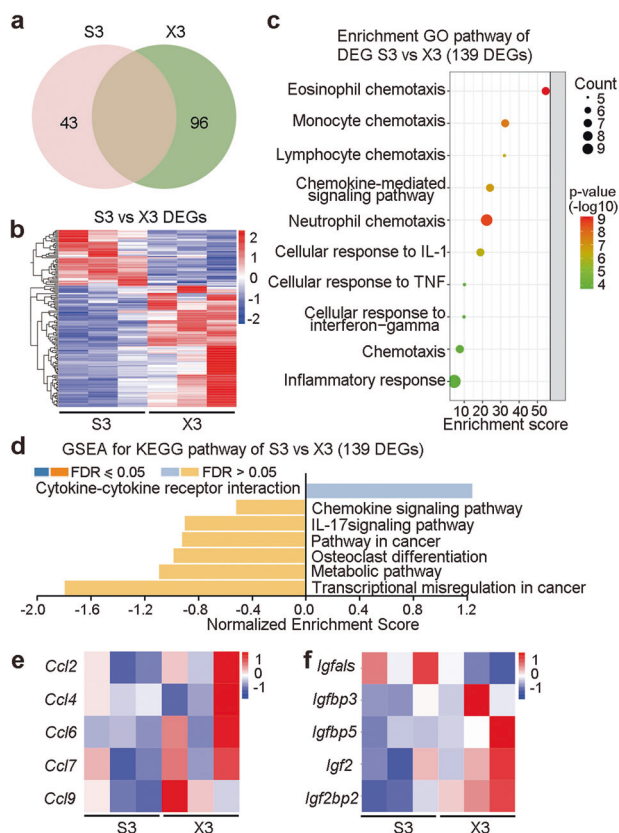 a
S3
X3
43
96
b
S3 vs X3 DEGs
2
1
0
-1
-2
S3
X3
c
Enrichment GO pathway of
DEG S3 vs X3 (139 DEGs)
Eosinophil chemotaxis
Monocyte chemotaxis
Lymphocyte chemotaxis
Chemokine-mediated
signaling pathway
Neutrophil chemotaxis
Cellular response to IL-1
Cellular response to TNF
Cellular response to
interferon-gamma
Chemotaxis
Inflammatory response
10 20 30 40 50
Enrichment score
Count
5
6
7
8
9
p-value
(-log10)
9
8
7
6
5
4
d
GSEA for KEGG pathway of S3 vs X3 (139 DEGs)
FDR ≤ 0.05
FDR > 0.05
Cytokine-cytokine receptor interaction
Chemokine signaling pathway
IL-17signaling pathway
Pathway in cancer
Osteoclast differentiation
Metabolic pathway
Transcriptional misregulation in cancer
-2.0 -1.6 -1.2 -0.8 -0.4 0.0 0.4 0.8 1.2
Normalized Enrichment Score
e
Ccl2
Ccl4
Ccl6
Ccl7
Ccl9
1
0
-1
S3
X3
f
Igfals
Igfbp3
Igfbp5
Igf2
Igf2bp2
1
0
-1
S3
X3